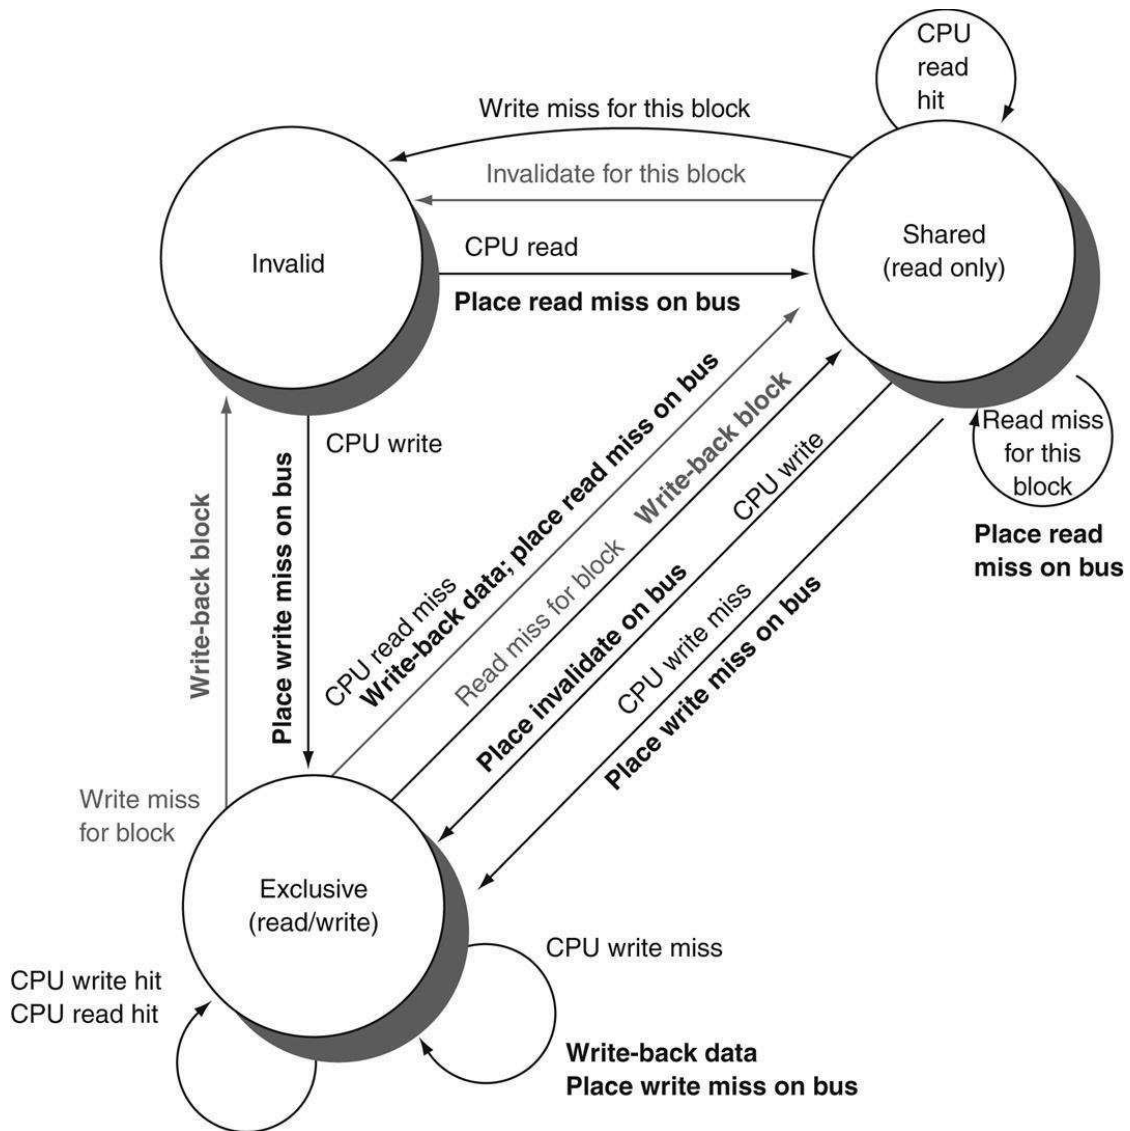 CPU
read
hit
Write miss for this block
Invalidate for this block
Invalid
CPU read
Place read miss on bus
Shared
(read only)
CPU write
Place write miss on bus
Write-back block
Write miss
for block
CPU read miss
Write-back data; place read miss on bus
Read miss for block
Write-back block
CPU write
Place invalidate on bus
CPU write miss
Place write miss on bus
Read miss
for this
block
Place read
miss on bus
Exclusive
(read/write)
CPU write hit
CPU read hit
CPU write miss
Write-back data
Place write miss on bus